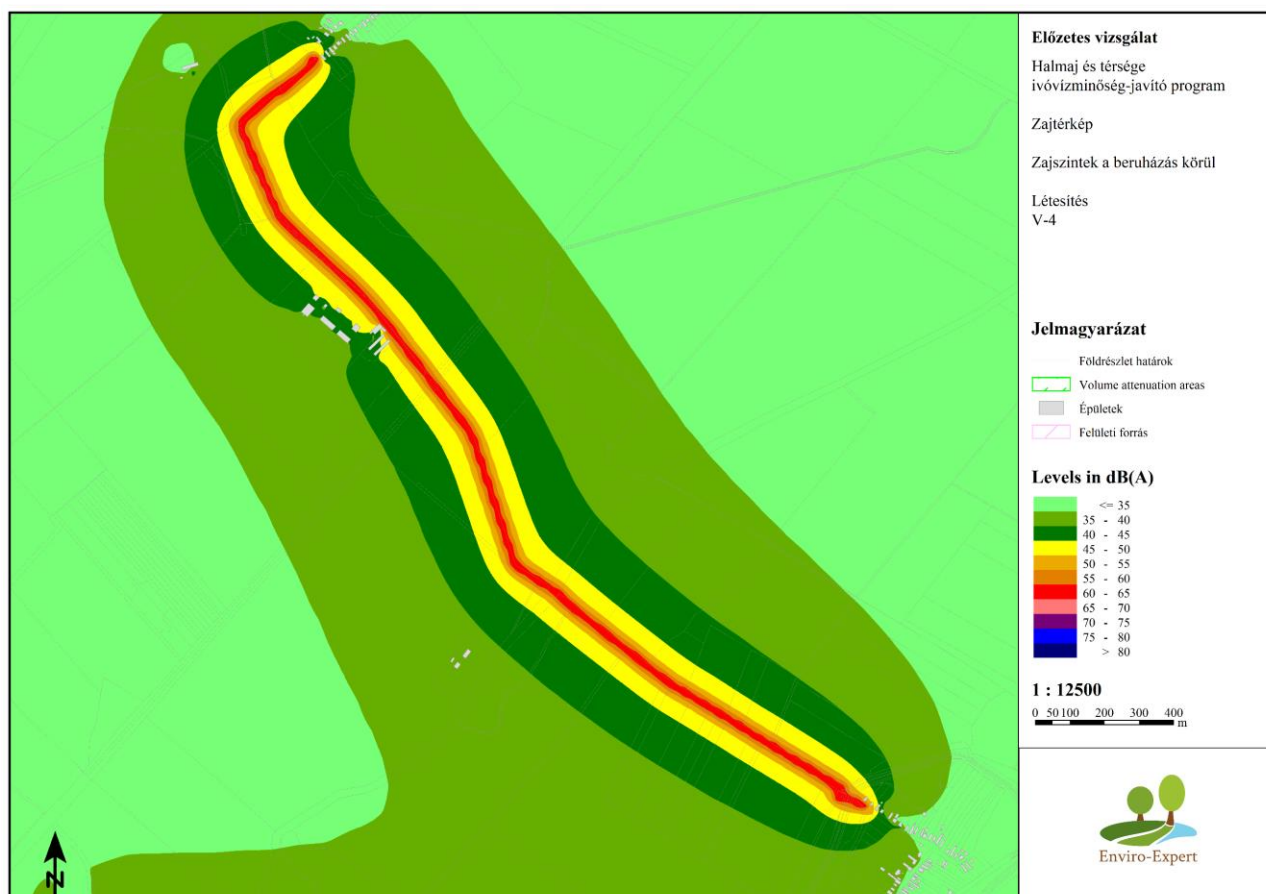 Előzetes vizsgálat
Halmaj és térsége
ivóvízminőség-javító program
Zajtérkép
Zajszintek a beruházás körül
Létesítés
V-4
Jelmagyarázat
Földrészlet határok
Volume attenuation areas
Épületek
Felületi forrás
Levels in dB(A)
<= 35
35 - 40
40 - 45
45 - 50
50 - 55
55 - 60
60 - 65
65 - 70
70 - 75
75 - 80
> 80
1 : 12500
0 50 100 200 300 400
m
Enviro-Expert
N